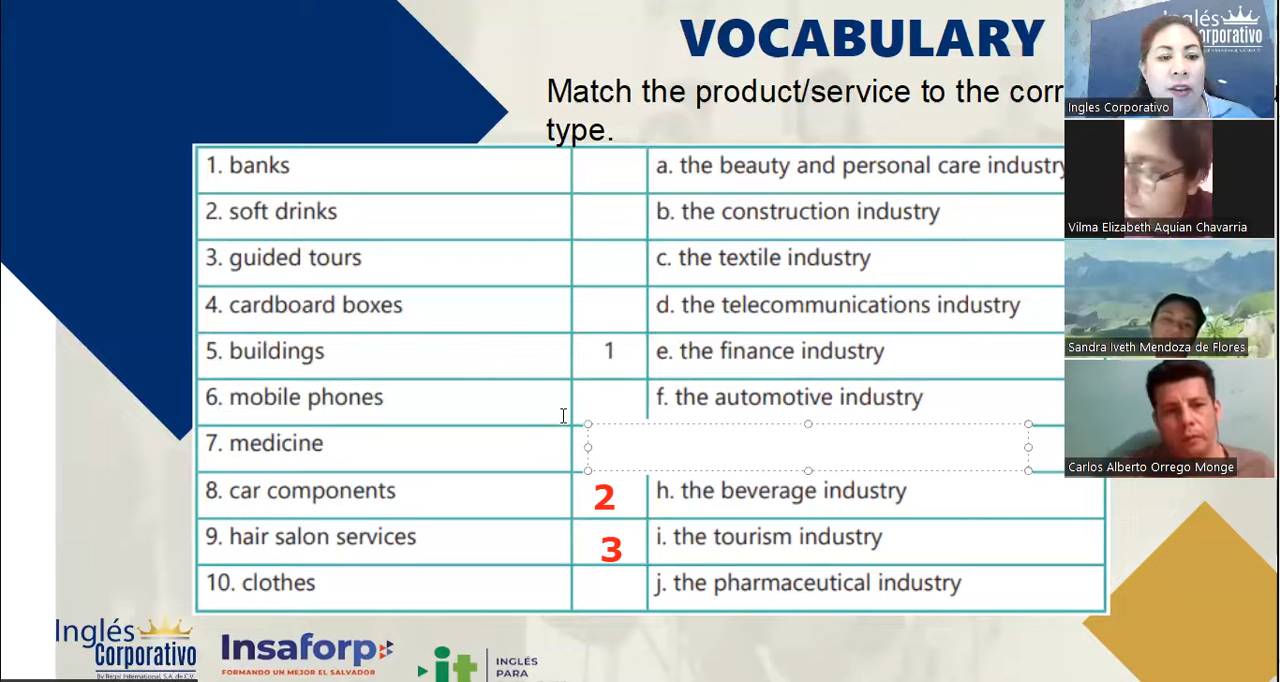 VOCABULARY
Match the product/service to the corr
type.
1. banks a. the beauty and personal care industry
2. soft drinks b. the construction industry
3. guided tours c. the textile industry
4. cardboard boxes d. the telecommunications industry
5. buildings 1 e. the finance industry
6. mobile phones f. the automotive industry
7. medicine
8. car components 2 h. the beverage industry
9. hair salon services 3 i. the tourism industry
10. clothes j. the pharmaceutical industry
Inglés
Corporativo
By Regal International, S.A. de C.V.
Insaforp
FORMANDO UN MEJOR EL SALVADOR
it
INGLÉS
PARA
Inglés
Corporativo
Ingles Corporativo
Vilma Elizabeth Aquian Chavarria
Sandra Iveth Mendoza de Flores
Carlos Alberto Orrego Monge